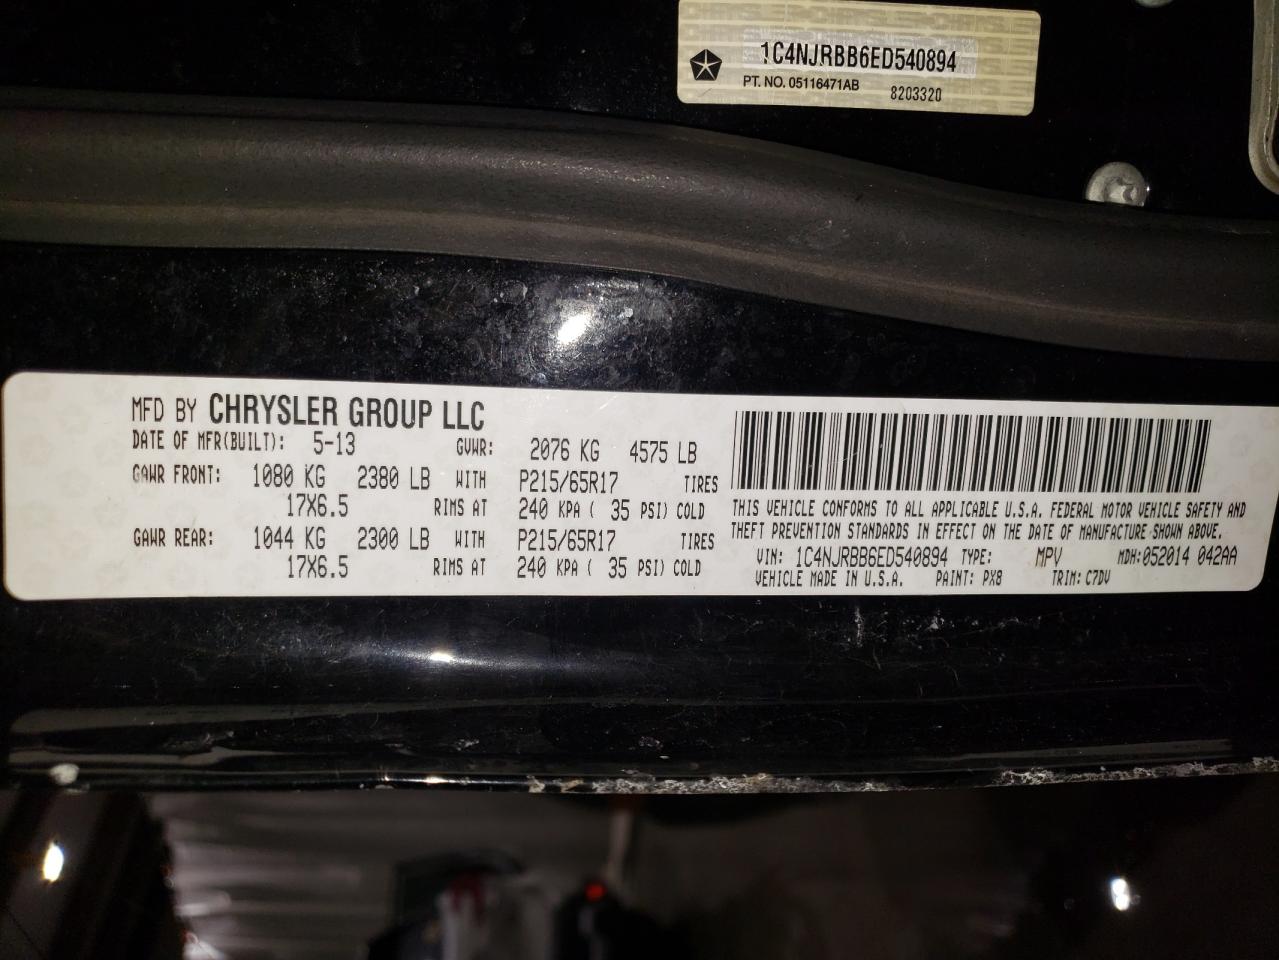 1C4NJRBB6ED540894
PT. NO. 05116471AB 8203320
MFD BY CHRYSLER GROUP LLC
DATE OF MFR(BUILT): 5-13 GVWR: 2076 KG 4575 LB
GAWR FRONT: 1080 KG 2380 LB WITH P215/65R17 TIRES
17X6.5 RIMS AT 240 KPA ( 35 PSI) COLD
GAWR REAR: 1044 KG 2300 LB WITH P215/65R17 TIRES
17X6.5 RIMS AT 240 KPA ( 35 PSI) COLD
THIS VEHICLE CONFORMS TO ALL APPLICABLE U.S.A. FEDERAL MOTOR VEHICLE SAFETY AND
THEFT PREVENTION STANDARDS IN EFFECT ON THE DATE OF MANUFACTURE SHOWN ABOVE.
VIN: 1C4NJRBB6ED540894 TYPE: MPV MDH: 052014 042AA
VEHICLE MADE IN U.S.A. PAINT: PX8 TRIM: C7DV